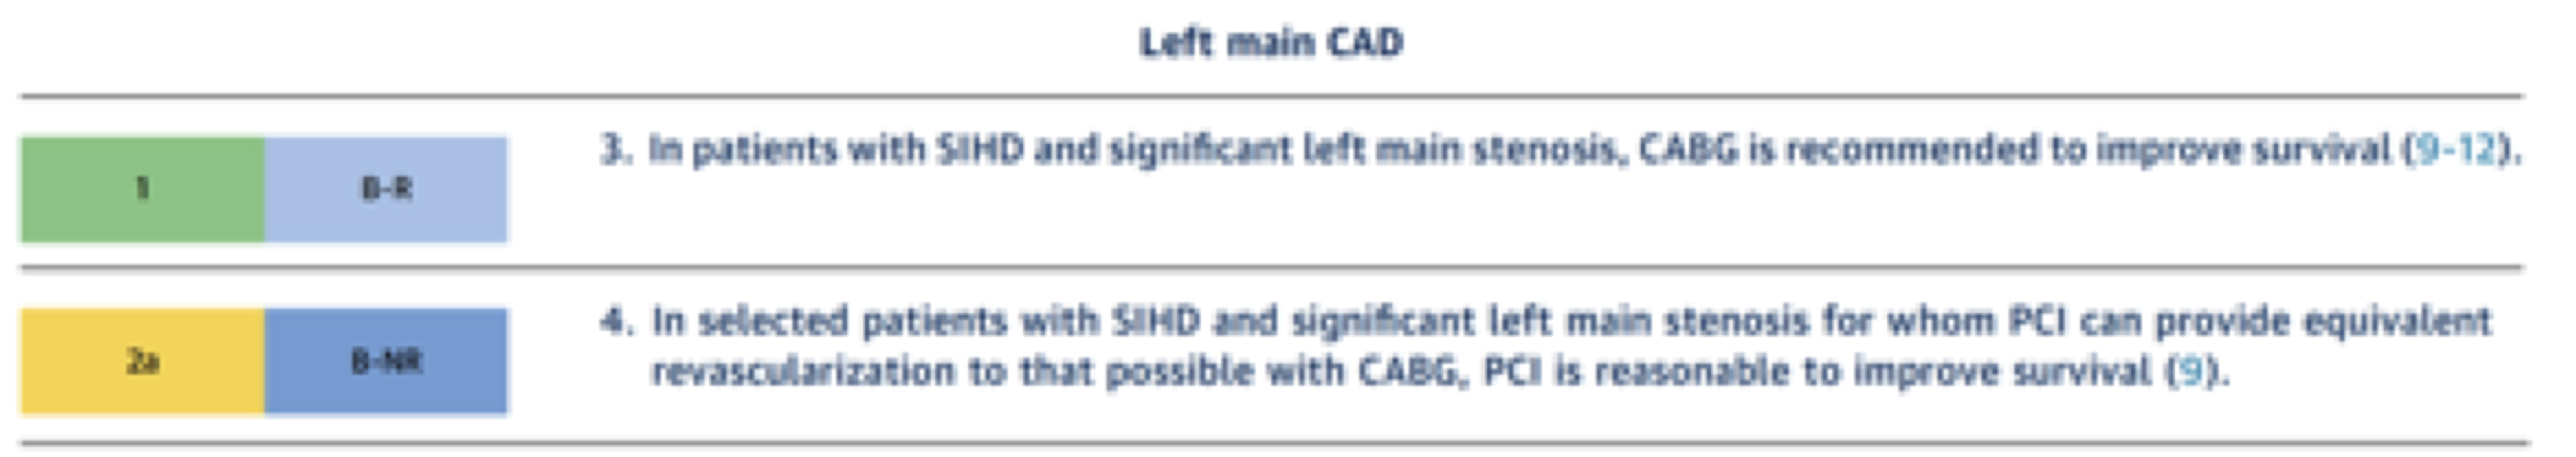 Left main CAD
1 B-R 3. In patients with SIHD and significant left main stenosis, CABG is recommended to improve survival (9-12).
2a B-NR 4. In selected patients with SIHD and significant left main stenosis for whom PCI can provide equivalent
revascularization to that possible with CABG, PCI is reasonable to improve survival (9).